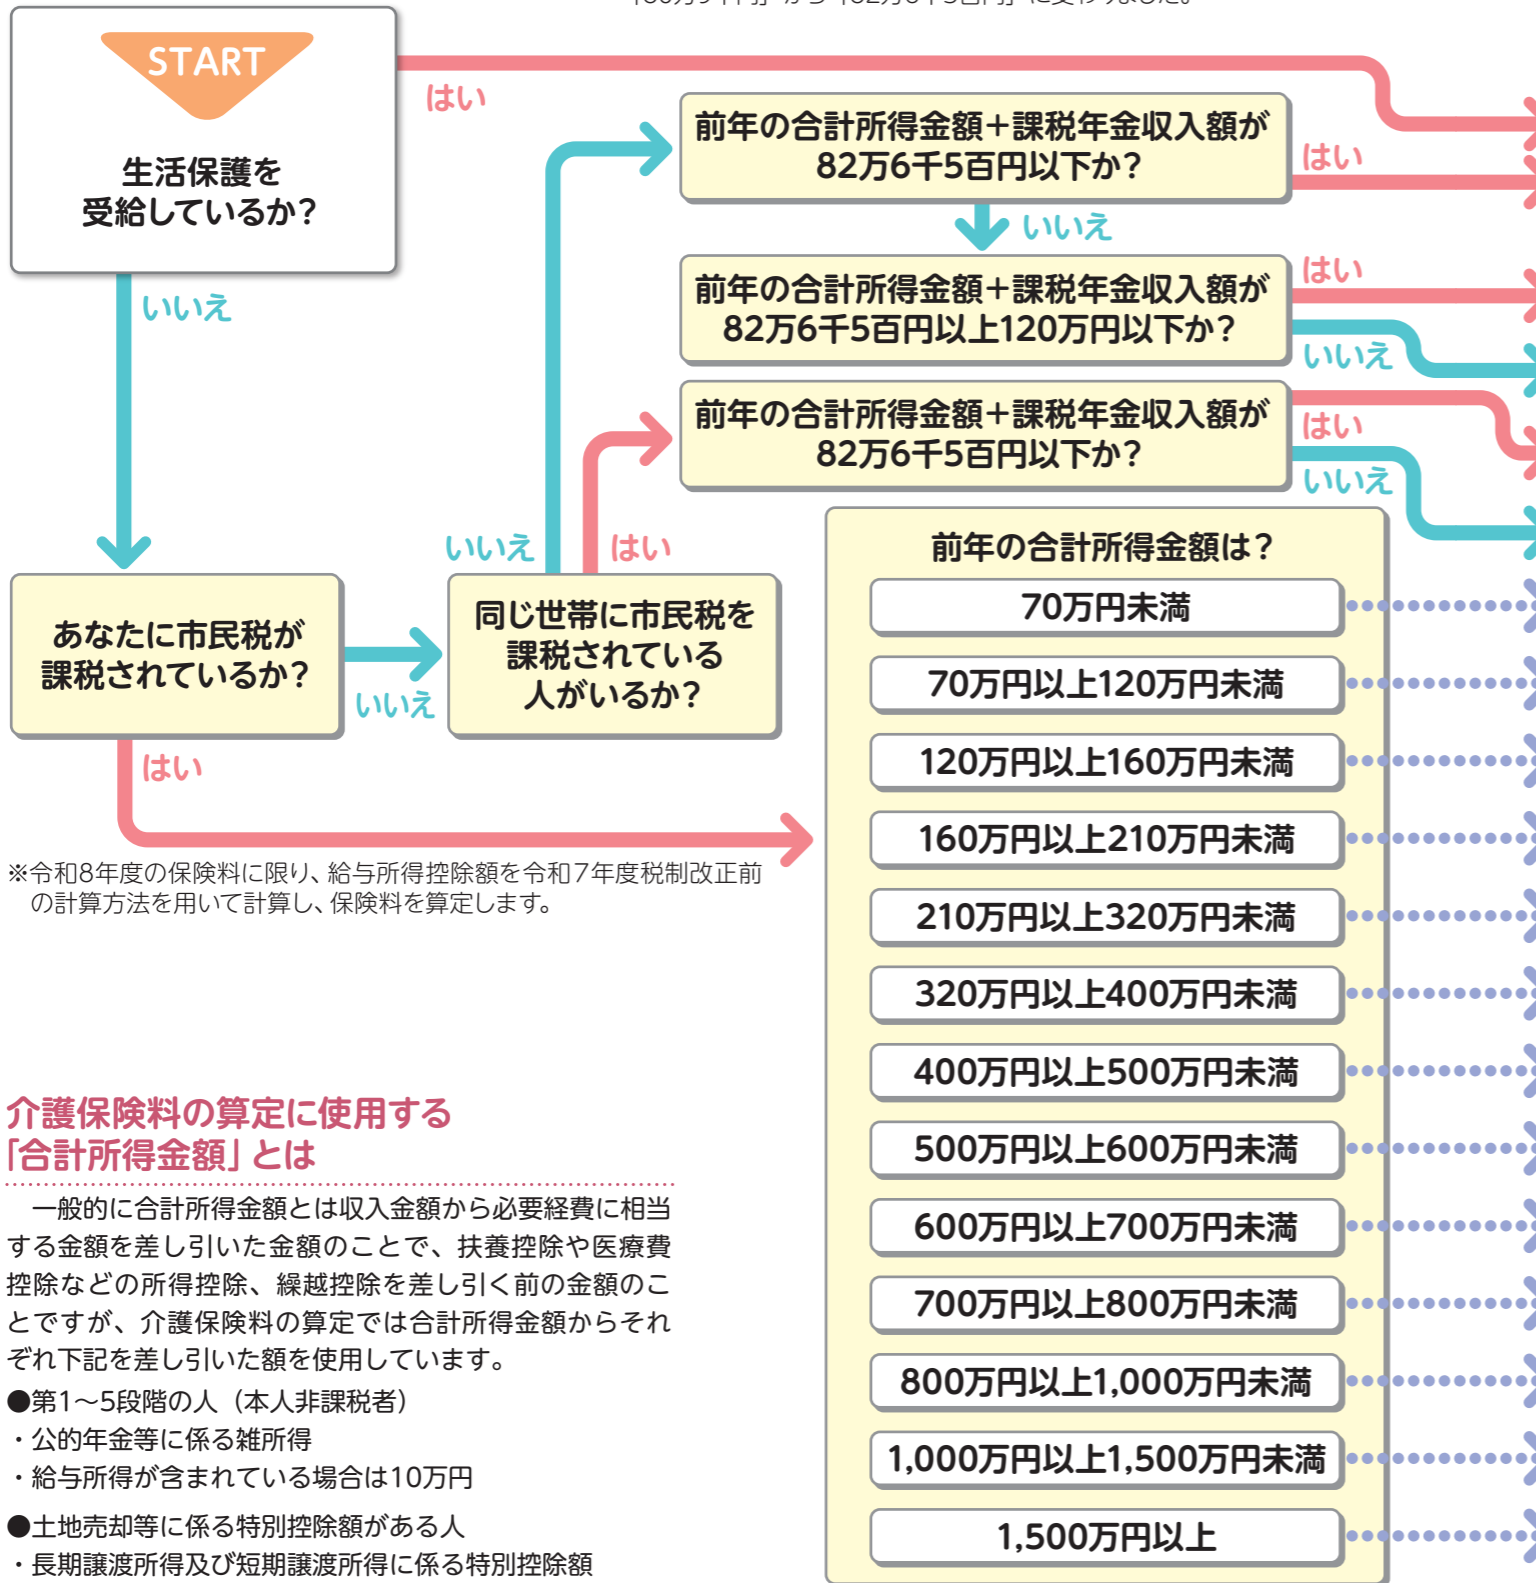 START
生活保護を
受給しているか?
はい
いいえ
あなたに市民税が
課税されているか?
いいえ
はい
同じ世帯に市民税を
課税されている
人がいるか?
いいえ
はい
前年の合計所得金額+課税年金収入額が
82万6千5百円以下か?
はい
いいえ
前年の合計所得金額+課税年金収入額が
82万6千5百円以上120万円以下か?
はい
いいえ
前年の合計所得金額+課税年金収入額が
82万6千5百円以下か?
はい
いいえ
前年の合計所得金額は?
70万円未満
70万円以上120万円未満
120万円以上160万円未満
160万円以上210万円未満
210万円以上320万円未満
320万円以上400万円未満
400万円以上500万円未満
500万円以上600万円未満
600万円以上700万円未満
700万円以上800万円未満
800万円以上1,000万円未満
1,000万円以上1,500万円未満
1,500万円以上
※令和8年度の保険料に限り、給与所得控除額を令和7年度税制改正前
の計算方法を用いて計算し、保険料を算定します。
介護保険料の算定に使用する
「合計所得金額」とは
一般的に合計所得金額とは収入金額から必要経費に相当
する金額を差し引いた金額のことで、扶養控除や医療費
控除などの所得控除、繰越控除を差し引く前の金額のこ
とですが、介護保険料の算定では合計所得金額からそれ
ぞれ下記を差し引いた額を使用しています。
●第1〜5段階の人（本人非課税者）
・公的年金等に係る雑所得
・給与所得が含まれている場合は10万円
●土地売却等に係る特別控除額がある人
・長期譲渡所得及び短期譲渡所得に係る特別控除額